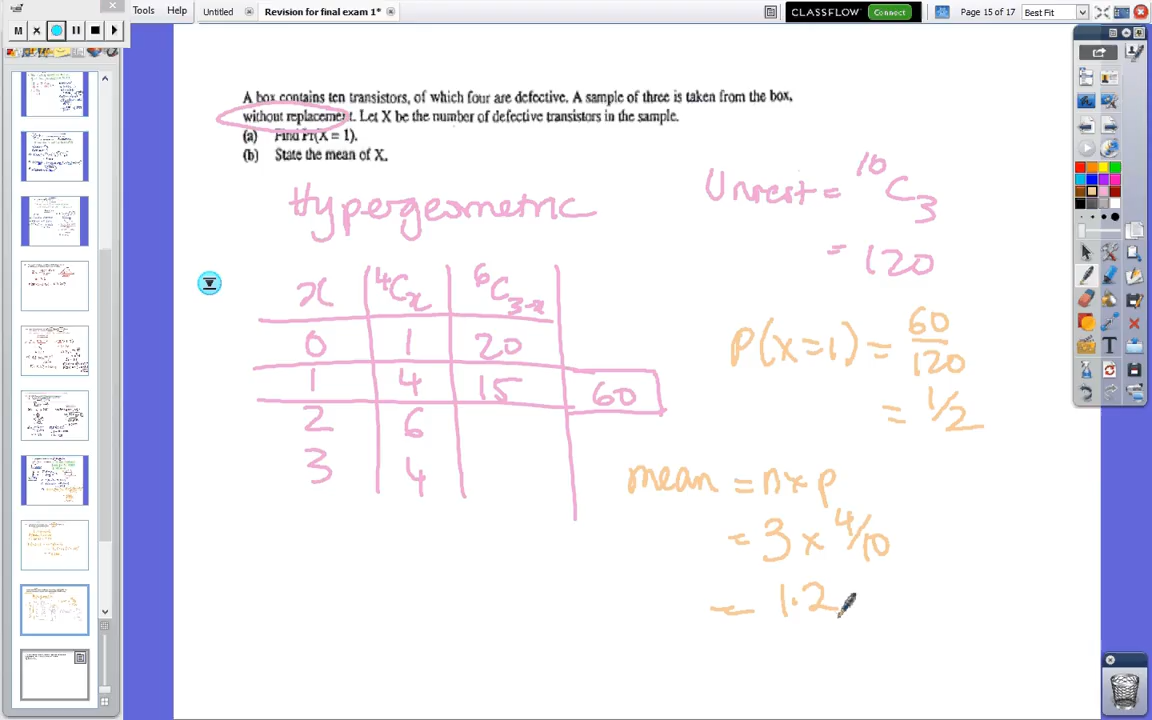 Tools Help Untitled Revision for final exam 1* CLASSFLOW Connect Page 15 of 17 Best Fit
M
A box contains ten transistors, of which four are defective. A sample of three is taken from the box,
without replacement. Let X be the number of defective transistors in the sample.
(a) Find Pr(X = 1).
(b) State the mean of X.
Hypergeometric
Unrest = ¹⁰C₃
= 120
x ⁴Cₓ ⁶C₃₋ₓ
0 1 20
1 4 15 60
2 6
3 4
P(X=1) = 60/120
= 1/2
mean = n × p
= 3 × 4/10
= 1.2